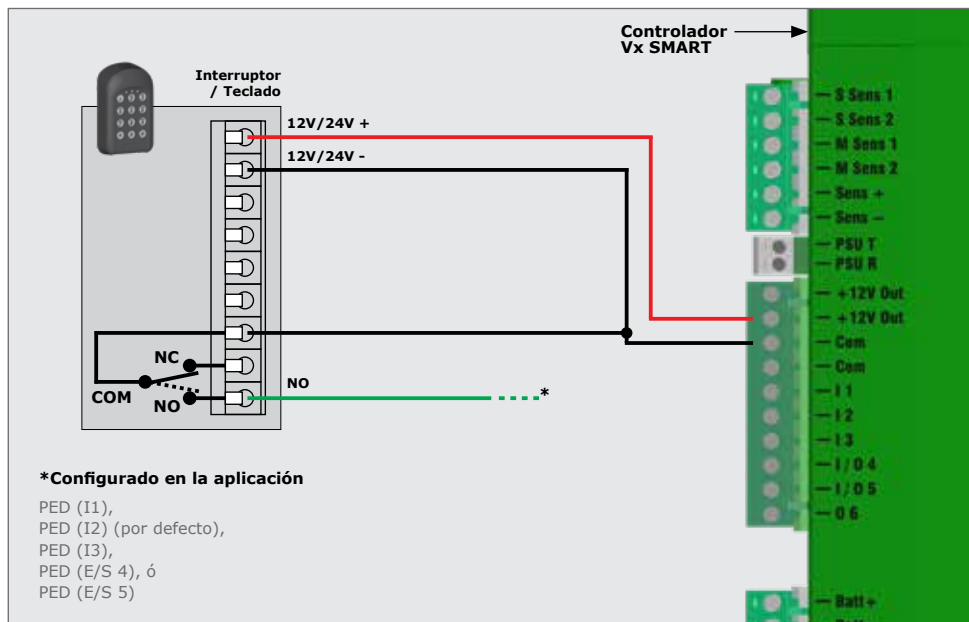 Controlador
Vx SMART
Interruptor
/ Teclado
12V/24V +
12V/24V -
NC
COM
NO
NO
*
S Sens 1
S Sens 2
M Sens 1
M Sens 2
Sens +
Sens –
PSU T
PSU R
+12V Out
+12V Out
Com
Com
I 1
I 2
I 3
I / O 4
I / O 5
O 6
Batt+
*Configurado en la aplicación
PED (I1),
PED (I2) (por defecto),
PED (I3),
PED (E/S 4), ó
PED (E/S 5)